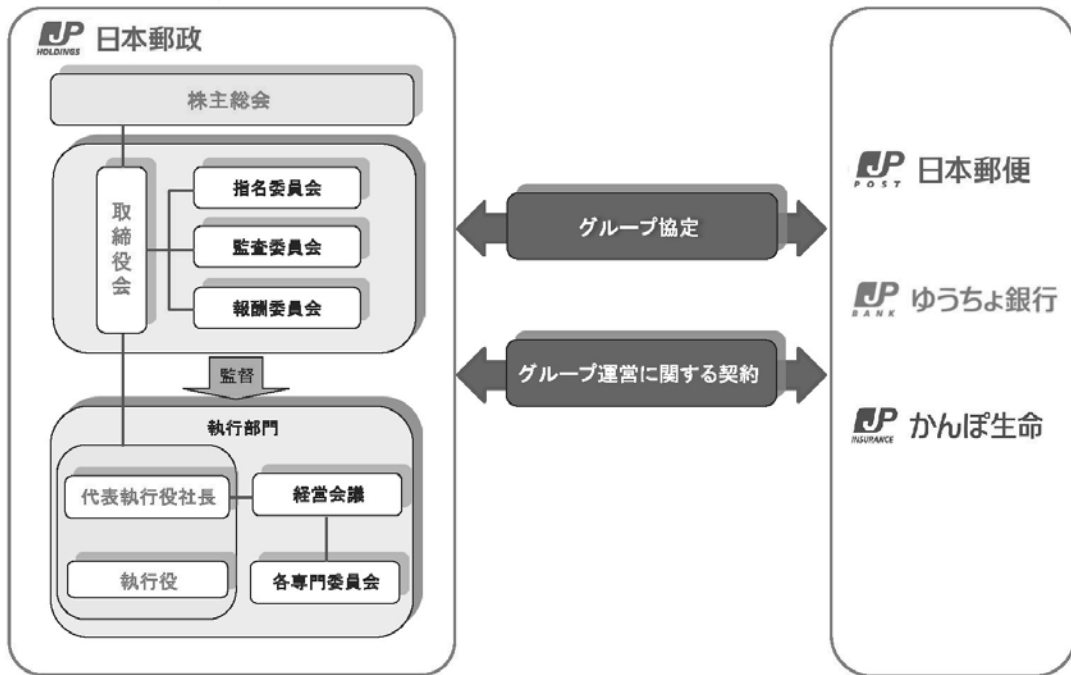 JP
HOLDINGS
日本郵政
株主総会
取締役会
指名委員会
監査委員会
報酬委員会
監督
執行部門
代表執行役社長
経営会議
執行役
各専門委員会
グループ協定
グループ運営に関する契約
JP
POST
日本郵便
JP
BANK
ゆうちょ銀行
JP
INSURANCE
かんぽ生命